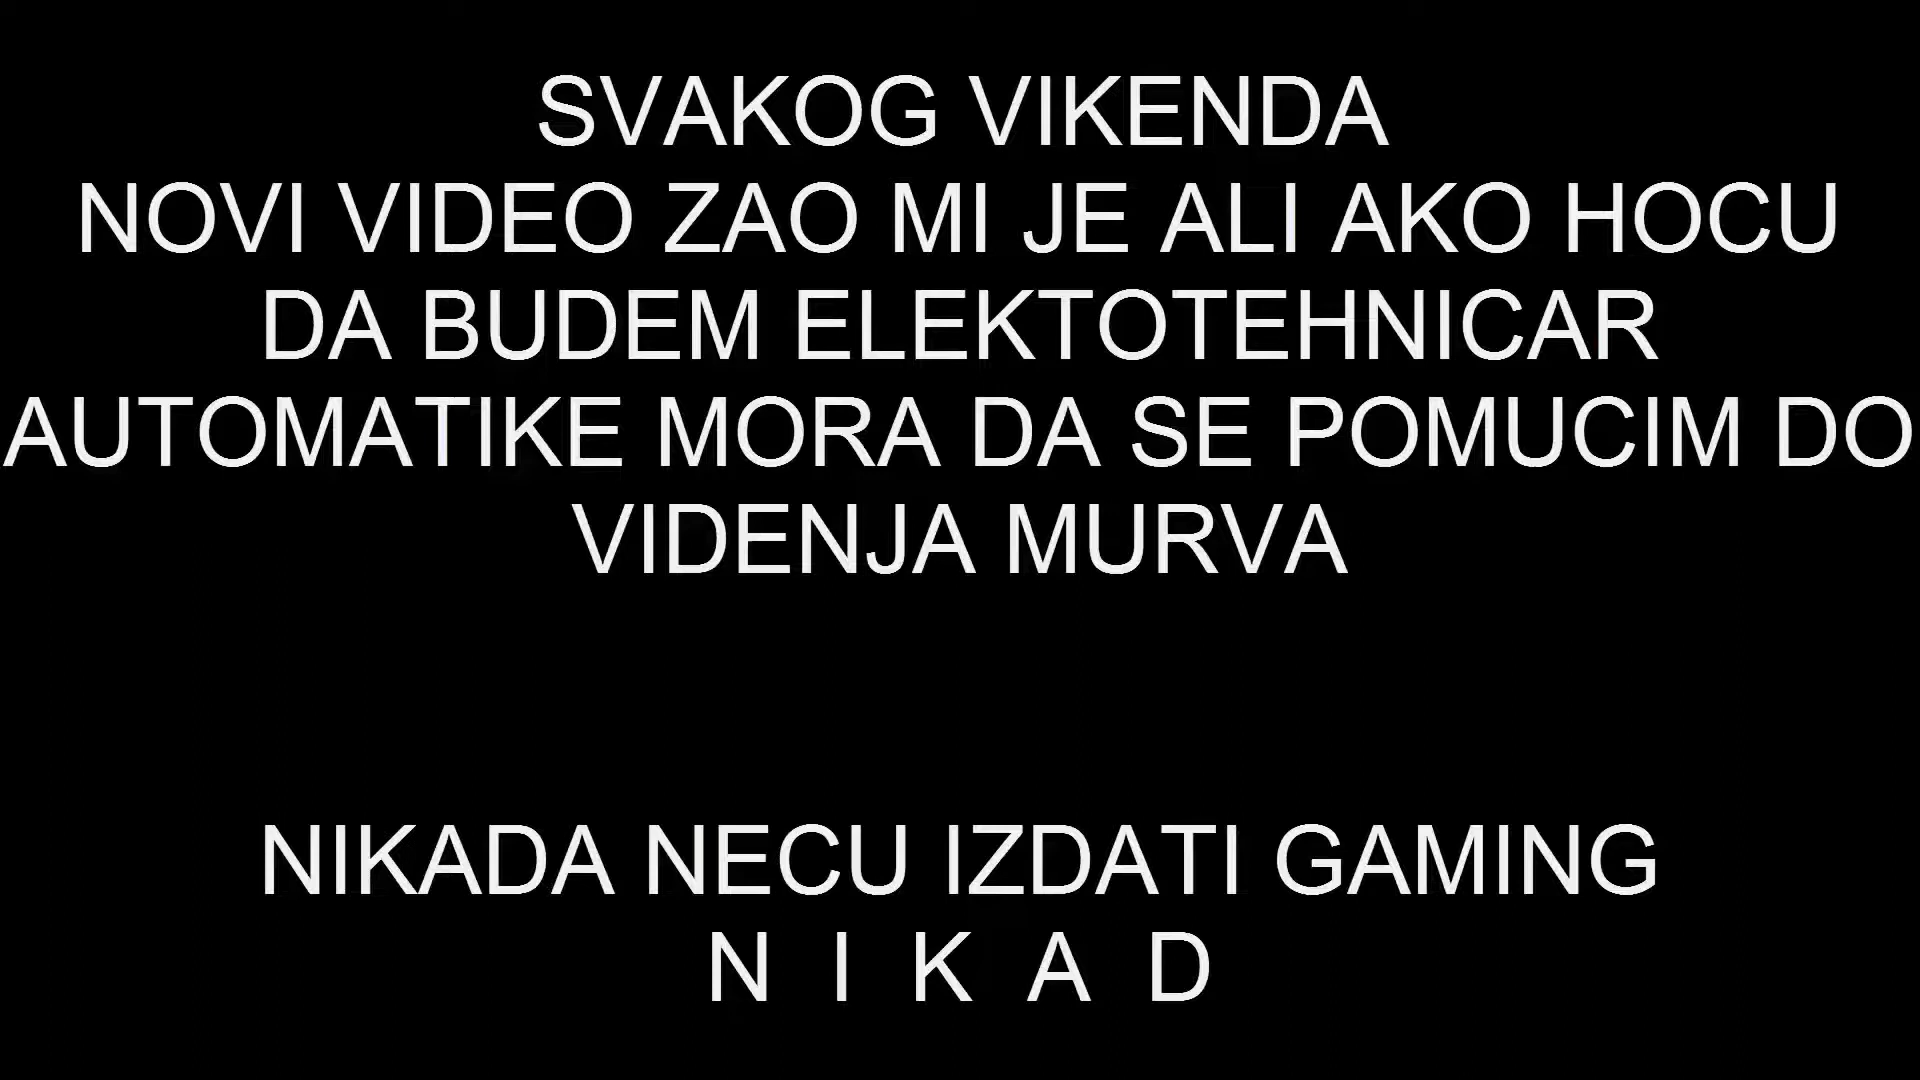 SVAKOG VIKENDA
NOVI VIDEO ZAO MI JE ALI AKO HOCU
DA BUDEM ELEKTOTEHNICAR
AUTOMATIKE MORA DA SE POMUCIM DO
VIDENJA MURVA
NIKADA NECU IZDATI GAMING
N I K A D